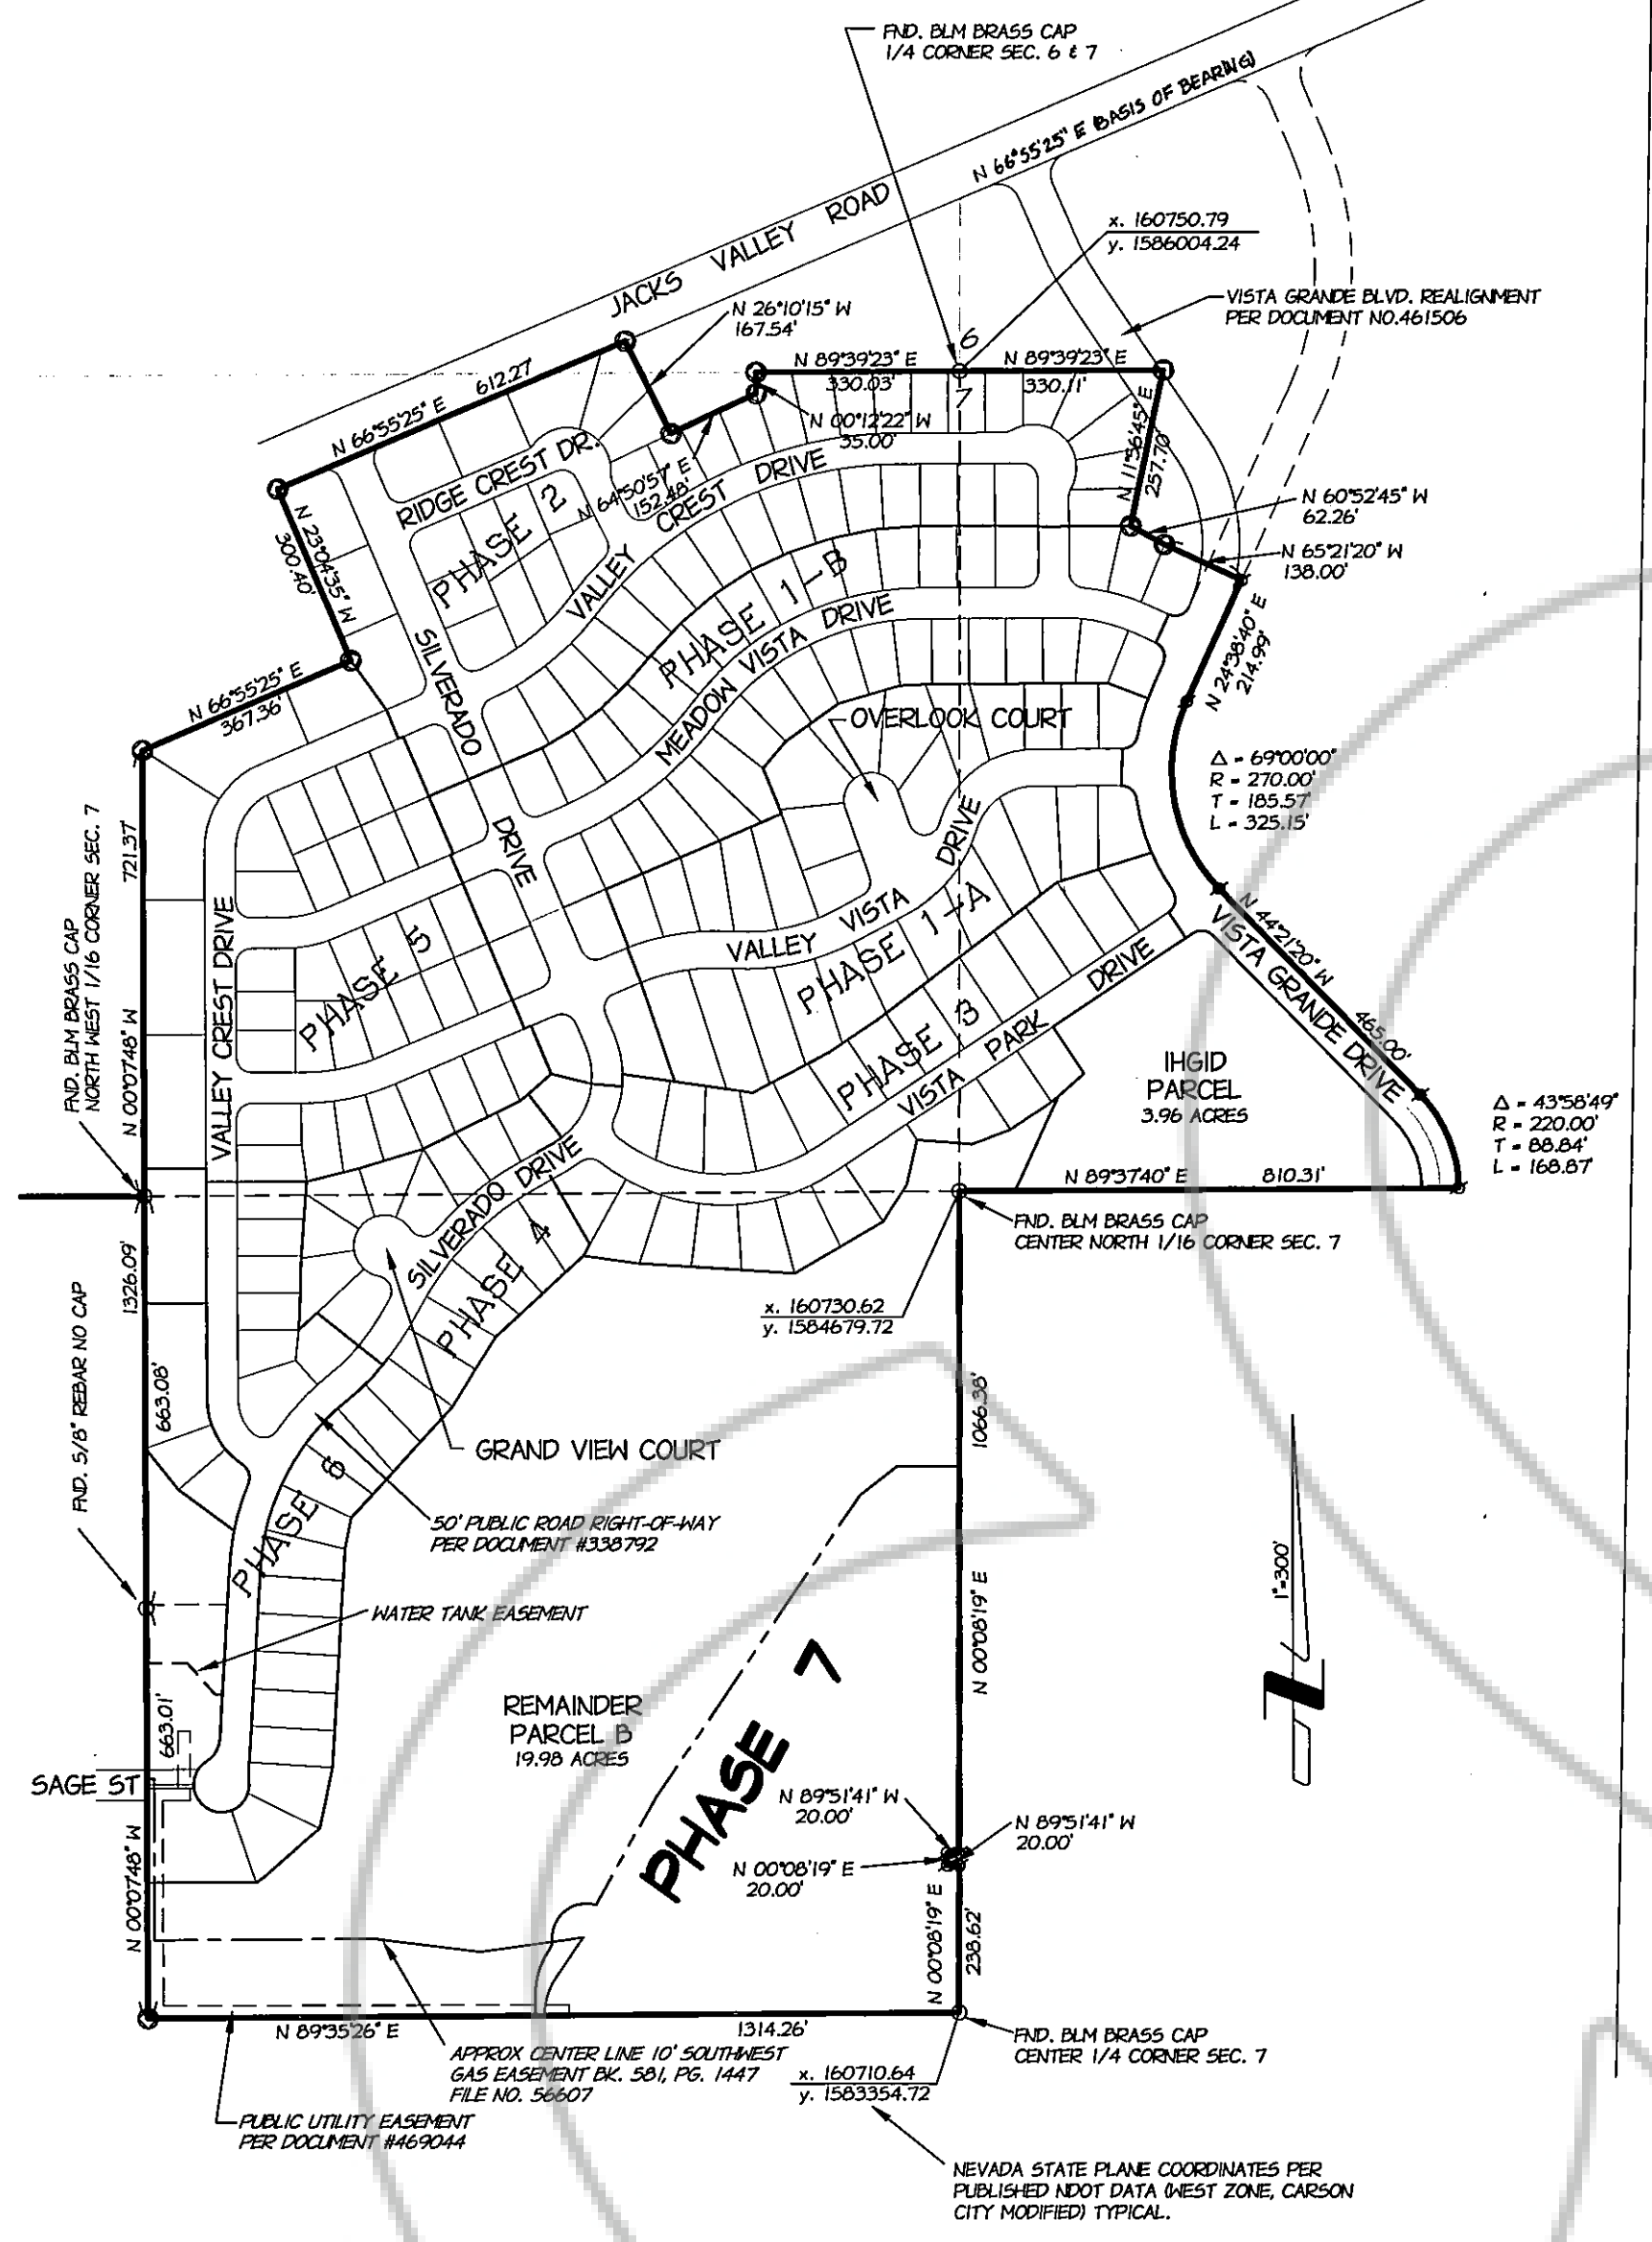 FND. BLM BRASS CAP
1/4 CORNER SEC. 6 & 7
N 66°55'25" E (BASIS OF BEARING)
JACKS VALLEY ROAD
x. 160750.79
y. 1586004.24
VISTA GRANDE BLVD. REALIGNMENT
PER DOCUMENT NO.461506
N 26°10'15" W
167.54'
6
7
N 89°39'23" E
330.03'
N 89°39'23" E
330.11'
N 66°55'25" E 612.27'
N 00°12'22" W
35.00'
N 64°50'57" E
152.48'
N 11°56'45" E
257.70'
N 60°52'45" W
62.26'
N 65°21'20" W
138.00'
N 24°38'40" E
214.99'
RIDGE CREST DR.
PHASE 2
VALLEY CREST DRIVE
N 23°04'35" W
300.40'
PHASE 1-B
MEADOW VISTA DRIVE
SILVERADO DRIVE
N 66°55'25" E
367.36'
OVERLOOK COURT
Δ = 69°00'00"
R = 270.00'
T = 185.57'
L = 325.15'
FND. BLM BRASS CAP
NORTH WEST 1/16 CORNER SEC. 7
N 00°07'48" W 721.37'
VALLEY CREST DRIVE
PHASE 5
VALLEY VISTA DRIVE
PHASE 1-A
PHASE 3
VISTA PARK DRIVE
N 44°21'20" W 465.00'
VISTA GRANDE DRIVE
IHGID
PARCEL
3.96 ACRES
Δ = 43°58'49"
R = 220.00'
T = 88.84'
L = 168.87'
N 89°37'40" E 810.31'
FND. BLM BRASS CAP
CENTER NORTH 1/16 CORNER SEC. 7
SILVERADO DRIVE
PHASE 4
1326.09'
FND. 5/8" REBAR NO CAP
663.08'
x. 160730.62
y. 1584679.72
1066.38'
GRAND VIEW COURT
PHASE 6
50' PUBLIC ROAD RIGHT-OF-WAY
PER DOCUMENT #338792
WATER TANK EASEMENT
N 00°08'19" E
1"=300'
REMAINDER
PARCEL B
19.98 ACRES
PHASE 7
663.01'
SAGE ST
N 00°07'48" W
N 89°51'41" W
20.00'
N 89°51'41" W
20.00'
N 00°08'19" E
20.00'
N 00°08'19" E
238.62'
N 89°35'26" E 1314.26'
FND. BLM BRASS CAP
CENTER 1/4 CORNER SEC. 7
APPROX CENTER LINE 10' SOUTHWEST
GAS EASEMENT BK. 581, PG. 1447
FILE NO. 56607
x. 160710.64
y. 1583354.72
PUBLIC UTILITY EASEMENT
PER DOCUMENT #469044
NEVADA STATE PLANE COORDINATES PER
PUBLISHED NDOT DATA (WEST ZONE, CARSON
CITY MODIFIED) TYPICAL.